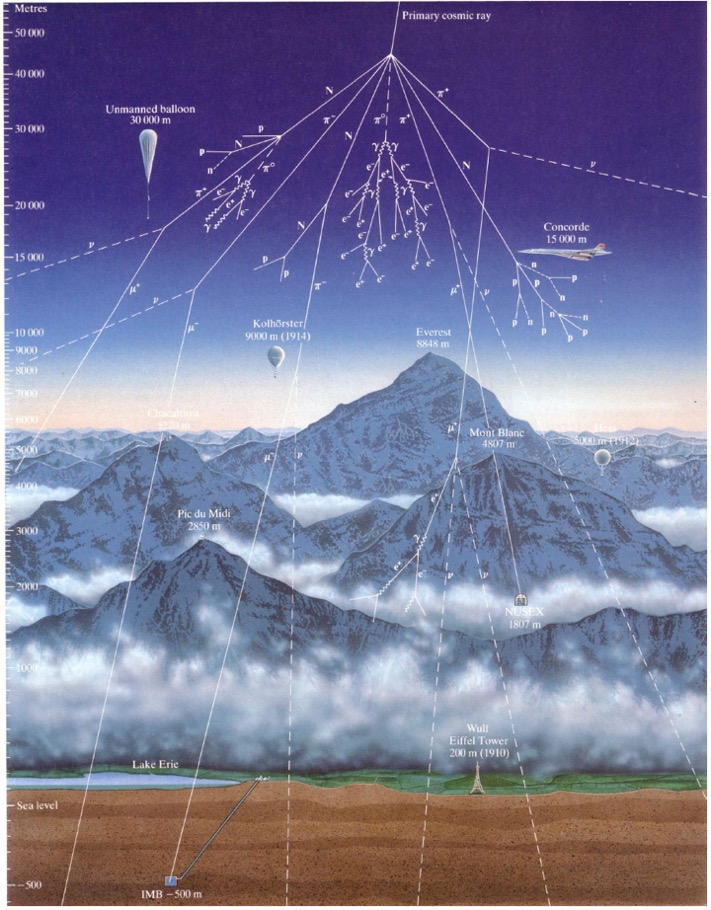 Metres
Primary cosmic ray
50 000
40 000
N
π⁺
π⁻
Unmanned balloon
30 000 m
30 000
p
N
π°
π⁺
N
p
N
n
π°
γ
γ
ν
γ
e⁻
e⁺
γ
π⁺
e⁻
γ
e⁺
e⁻
γ
20 000
N
Concorde
15 000 m
ν
15 000
p
p
π⁻
e⁻
e⁺
e⁻
n
p
n
p
p
n
n
p
p
μ⁺
ν
μ⁻
μ⁺
ν
10 000
Kolhörster
9000 m (1914)
Everest
8848 m
9000
8000
7000
6000
Chacaltaya
5220 m
5000
μ⁻
ν
μ⁺
Mont Blanc
4807 m
5000 m (1912)
4000
e⁺
Pic du Midi
2850 m
3000
γ
e⁺
e⁻
ν
ν
2000
NUSEX
1807 m
1000
Wulf
Eiffel Tower
200 m (1910)
Lake Erie
Sea level
−500
IMB −500 m